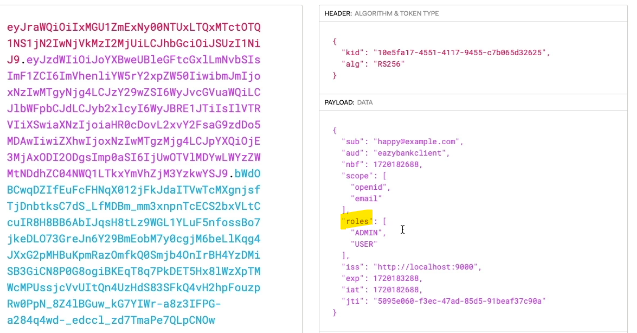 eyJraWQiOiIxMGU1ZmExNy00NTUxLTQxMTctOTQ
1NS1jN2IwNjVkMzI2MjUiLCJhbGciOiJSUzI1Ni
J9.eyJzdWIiOiJoYXBweUBleGFtcGxlLmNvbSIs
ImF1ZCI6ImVhenliYW5rY2xpZW50IiwibmJmIjo
xNzIwMTgyNjg4LCJzY29wZSI6WyJvcGVuaWQiLC
JlbWFpbCJdLCJyb2xlcyI6WyJBRE1JTiIsIlVTR
VIiXSwiaXNzIjoiaHR0cDovL2xvY2FsaG9zdDo5
MDAwIiwiZXhwIjoxNzIwMTgzMjg4LCJpYXQiOjE
3MjAxODI2ODgsImp0aSI6IjUwOTVlMDYwLWYzZW
MtNDdhZC04NWQ1LTkxYmVhZjM3YzkwYSJ9.bWdO
BCwqDZIfEuFcFHNqX012jFkJdaITVwTcMXgnjsf
TjDnbtksC7dS_LfMDBm_mm3xnpnTcECS2bxVLtC
cuIR8H8BB6AbIJqsH8tLz9WGL1YLuF5nfossBo7
jkeDLO73GreJn6Y29BmEobM7y0cgjM6beLlKqg4
JXxG2pMHBuKpmRazOmfkQ0Smjb4OnIrBH4YzDMi
SB3GiCN8P0G8ogiBKEqT8q7PkDET5Hx8lWzXpTM
WcMPUssjcVvUItQn4UzHdS83SFkQ4vH2hpFouzp
Rw0PpN_8Z4lBGuw_kG7YIWr-a8z3IFPG-
a284q4wd-_edccl_zd7TmaPe7QLpCNOw
HEADER: ALGORITHM & TOKEN TYPE
{
"kid": "10e5fa17-4551-4117-9455-c7b065d32625",
"alg": "RS256"
}
PAYLOAD: DATA
{
"sub": "happy@example.com",
"aud": "eazybankclient",
"nbf": 1720182688,
"scope": [
"openid",
"email"
],
"roles": [
"ADMIN",
"USER"
],
"iss": "http://localhost:9000",
"exp": 1720183288,
"iat": 1720182688,
"jti": "5095e060-f3ec-47ad-85d5-91beaf37c90a"
}